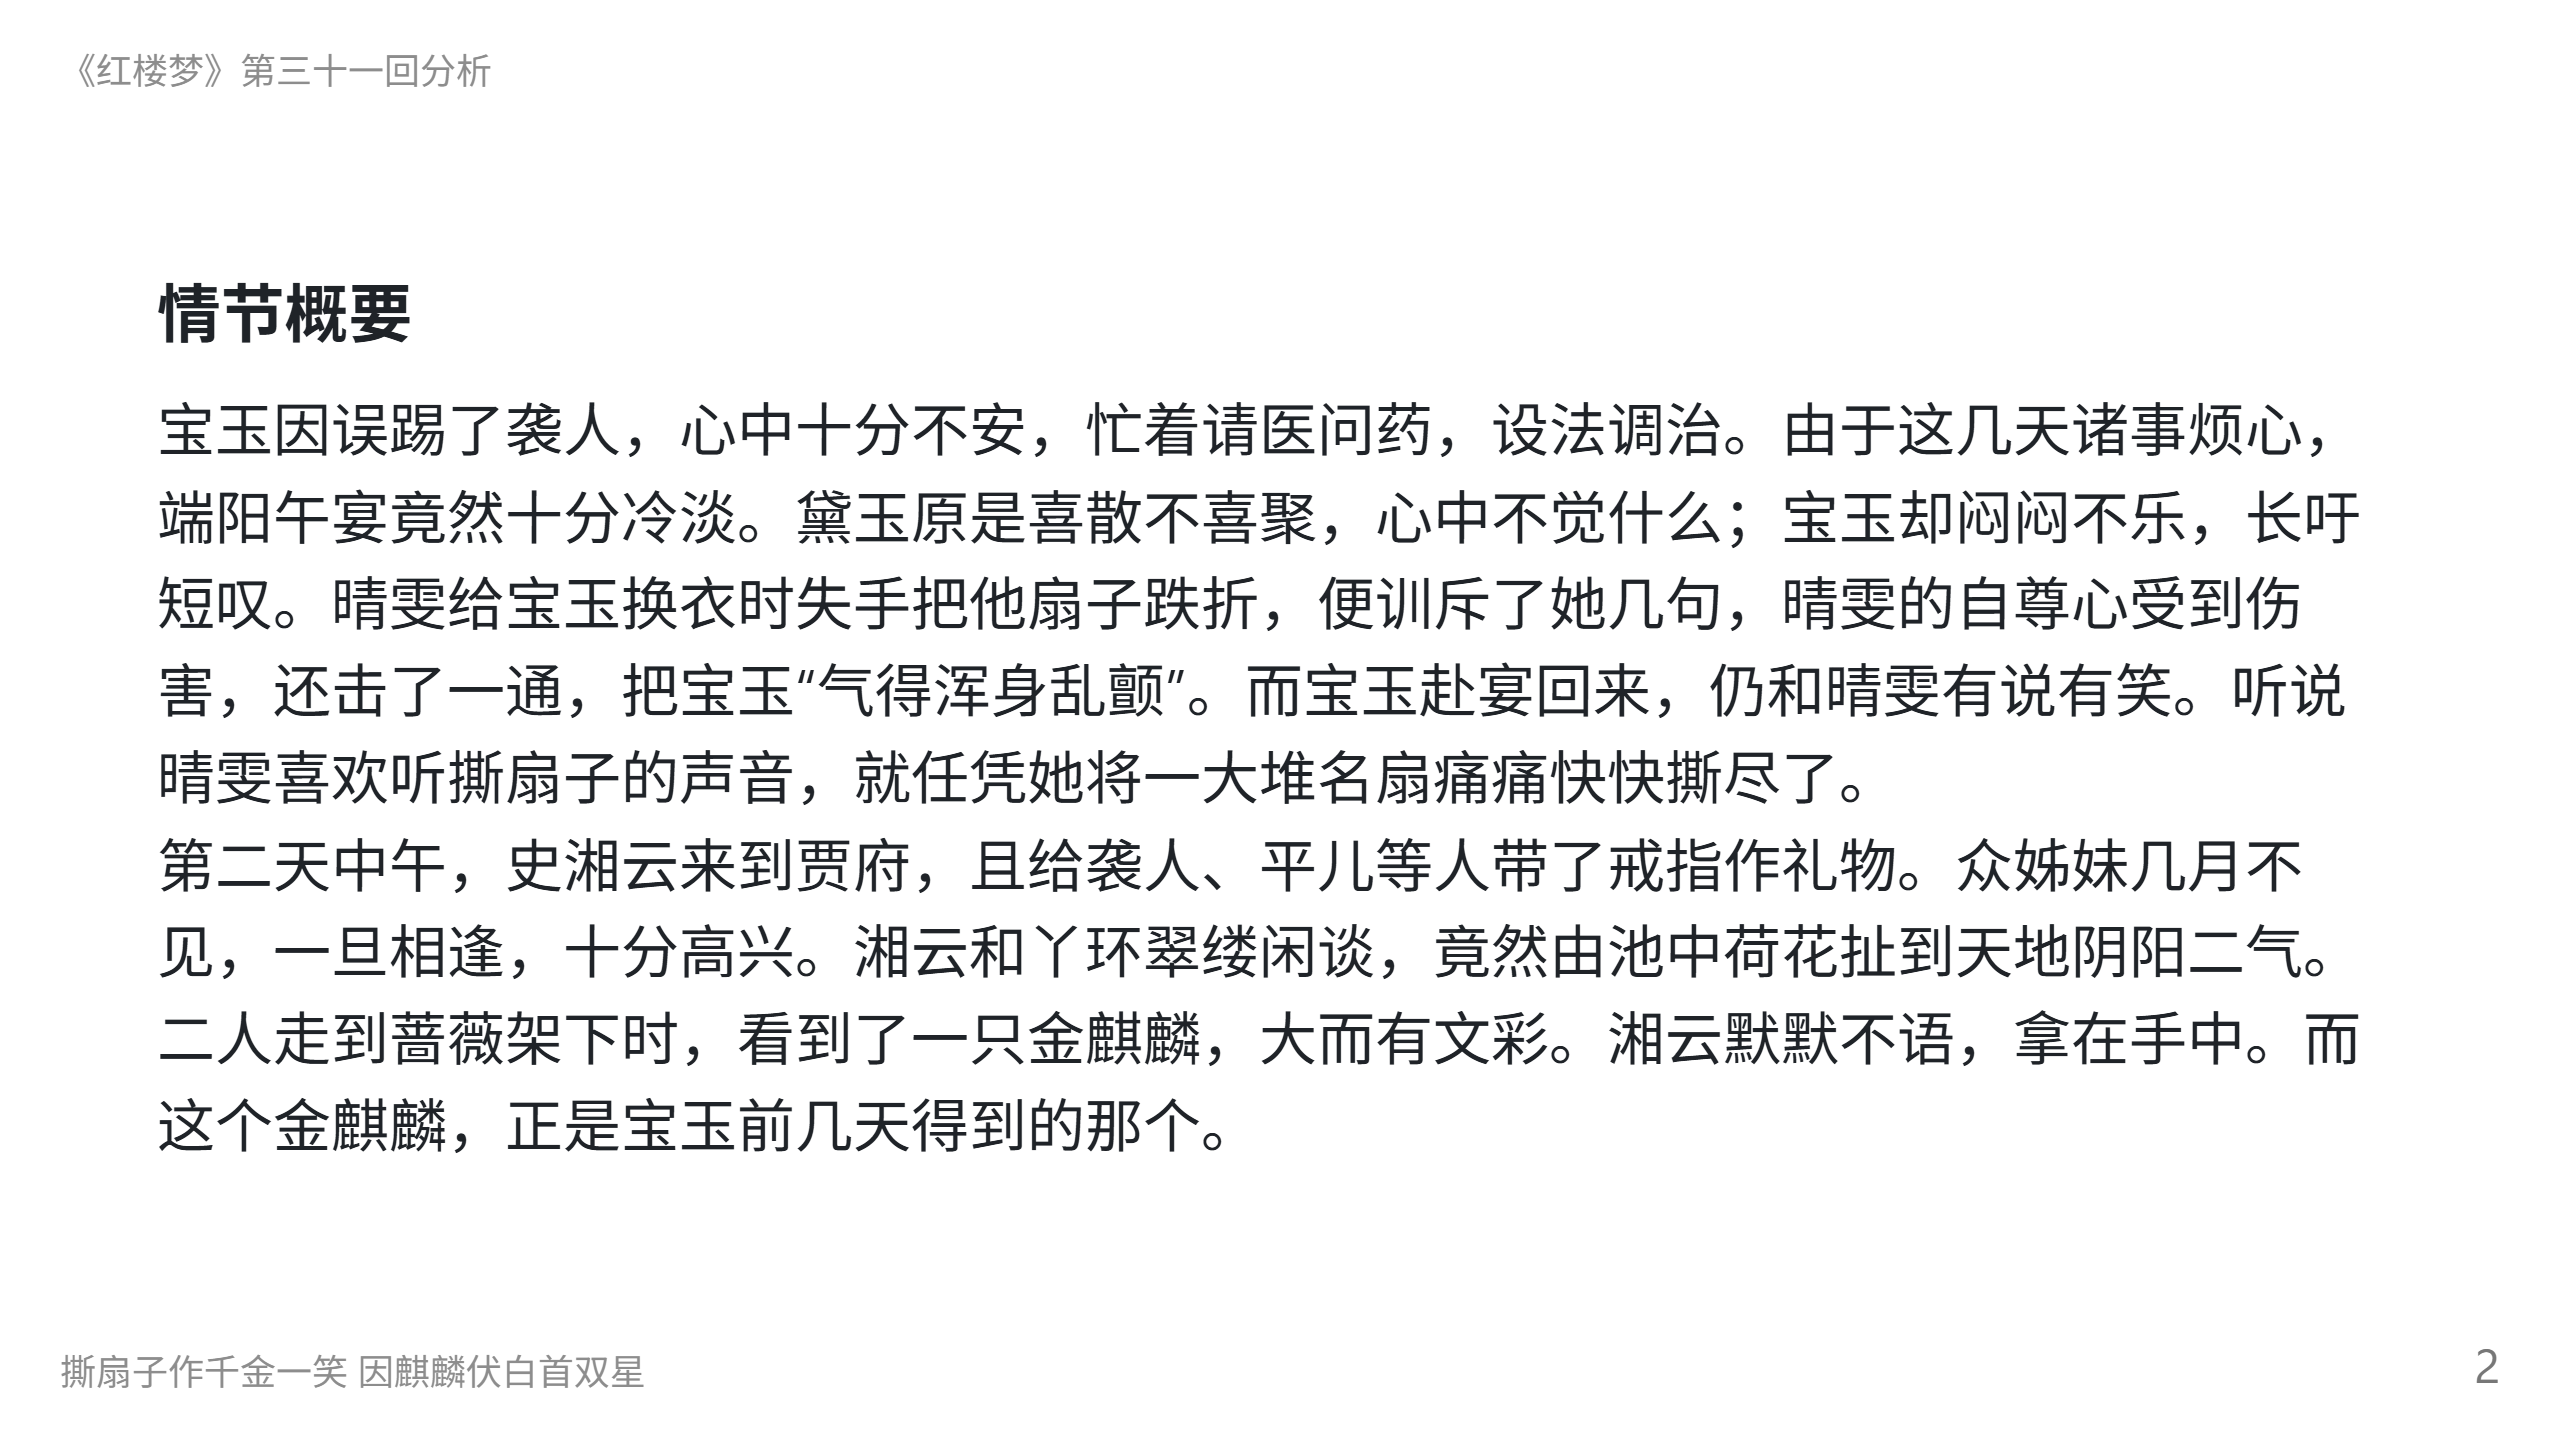 《红楼梦》第三十一回分析
情节概要
宝玉因误踢了袭人，心中十分不安，忙着请医问药，设法调治。由于这几天诸事烦心，
端阳午宴竟然十分冷淡。黛玉原是喜散不喜聚，心中不觉什么；宝玉却闷闷不乐，长吁
短叹。晴雯给宝玉换衣时失手把他扇子跌折，便训斥了她几句，晴雯的自尊心受到伤
害，还击了一通，把宝玉“气得浑身乱颤”。而宝玉赴宴回来，仍和晴雯有说有笑。听说
晴雯喜欢听撕扇子的声音，就任凭她将一大堆名扇痛痛快快撕尽了。
第二天中午，史湘云来到贾府，且给袭人、平儿等人带了戒指作礼物。众姊妹几月不
见，一旦相逢，十分高兴。湘云和丫环翠缕闲谈，竟然由池中荷花扯到天地阴阳二气。
二人走到蔷薇架下时，看到了一只金麒麟，大而有文彩。湘云默默不语，拿在手中。而
这个金麒麟，正是宝玉前几天得到的那个。
撕扇子作千金一笑 因麒麟伏白首双星
2